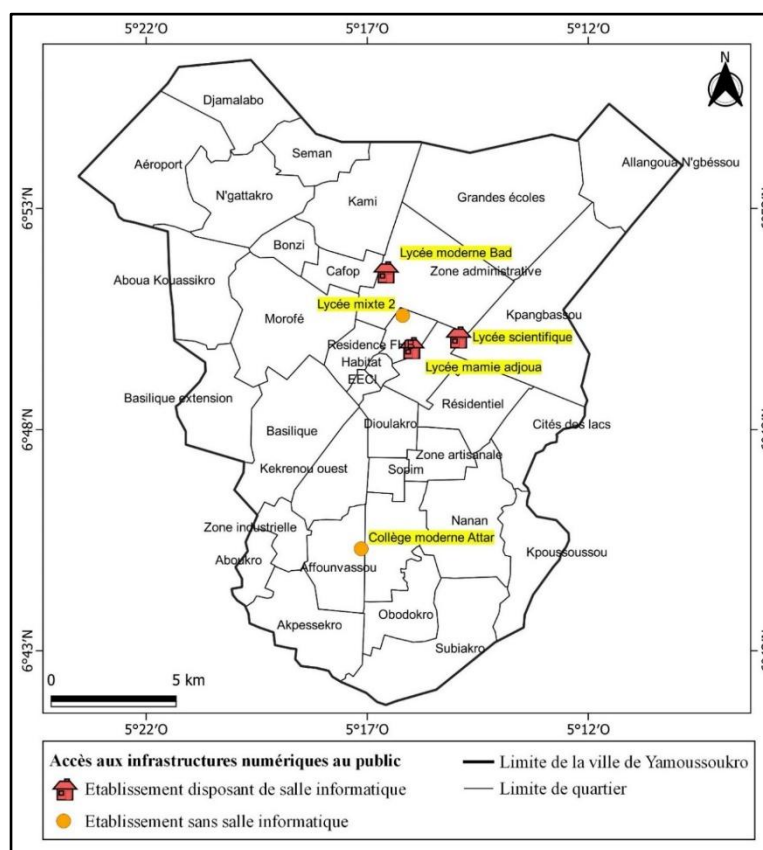 5°22'O 5°17'O 5°12'O
N
Djamalabo
Seman
Aéroport
Allangoua N'gbéssou
N'gattakro
Kami
Grandes écoles
6°53'N
Bonzi
Lycée moderne Bad
Cafop
Zone administrative
Aboua Kouassikro
Lycée mixte 2
Kpangbassou
Morofé
Lycée scientifique
Residence
Habitat
Lycée mamie adjoua
EECI
Basilique extension
Résidentiel
Dioulakro
Cités des lacs
6°48'N
Basilique
Zone artisanale
Kekrenou ouest
Sopim
Nanan
Zone industrielle
Collège moderne Attar
Aboukro
Affounvassou
Kpoussoussou
Obodokro
Akpessekro
Subiakro
6°43'N
0 5 km
5°22'O 5°17'O 5°12'O
Accès aux infrastructures numériques au public
Etablissement disposant de salle informatique
Etablissement sans salle informatique
Limite de la ville de Yamoussoukro
Limite de quartier